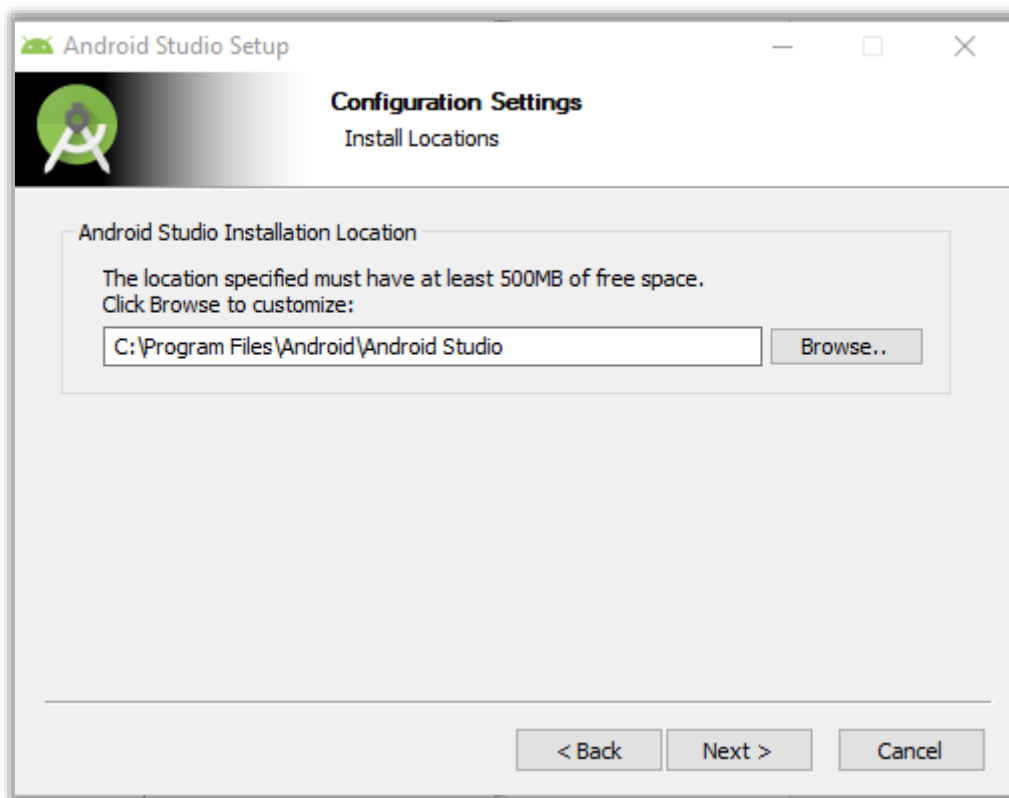 Android Studio Setup
Configuration Settings
Install Locations
Android Studio Installation Location
The location specified must have at least 500MB of free space.
Click Browse to customize:
C:\Program Files\Android\Android Studio
Browse..
< Back
Next >
Cancel